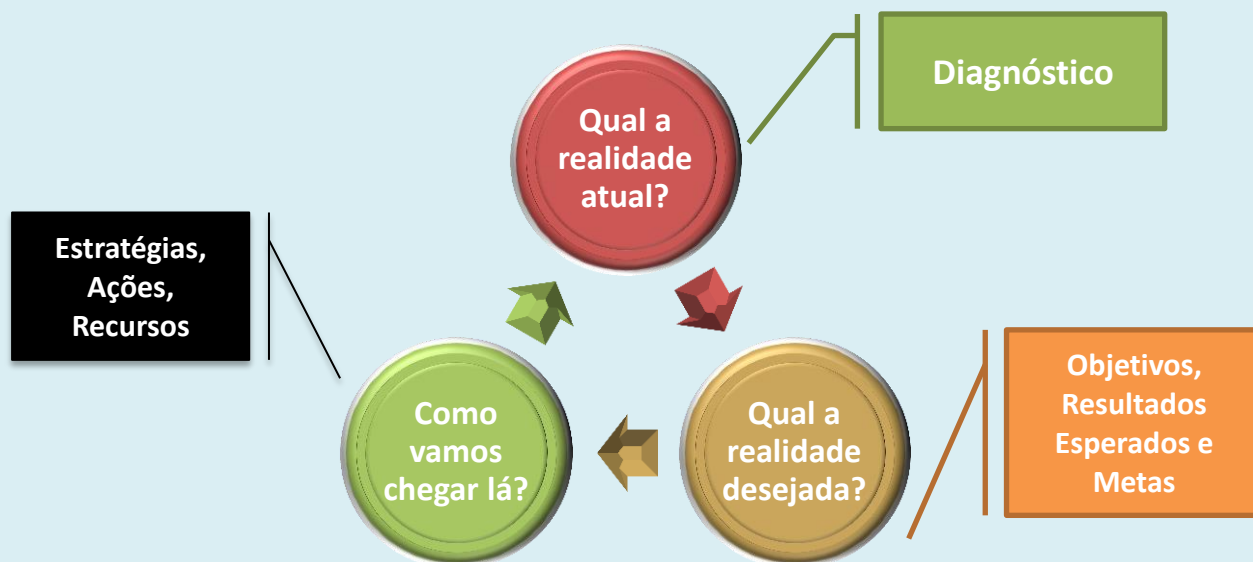 Diagnóstico
Qual a
realidade
atual?
Estratégias,
Ações,
Recursos
Como
vamos
chegar lá?
Qual a
realidade
desejada?
Objetivos,
Resultados
Esperados e
Metas